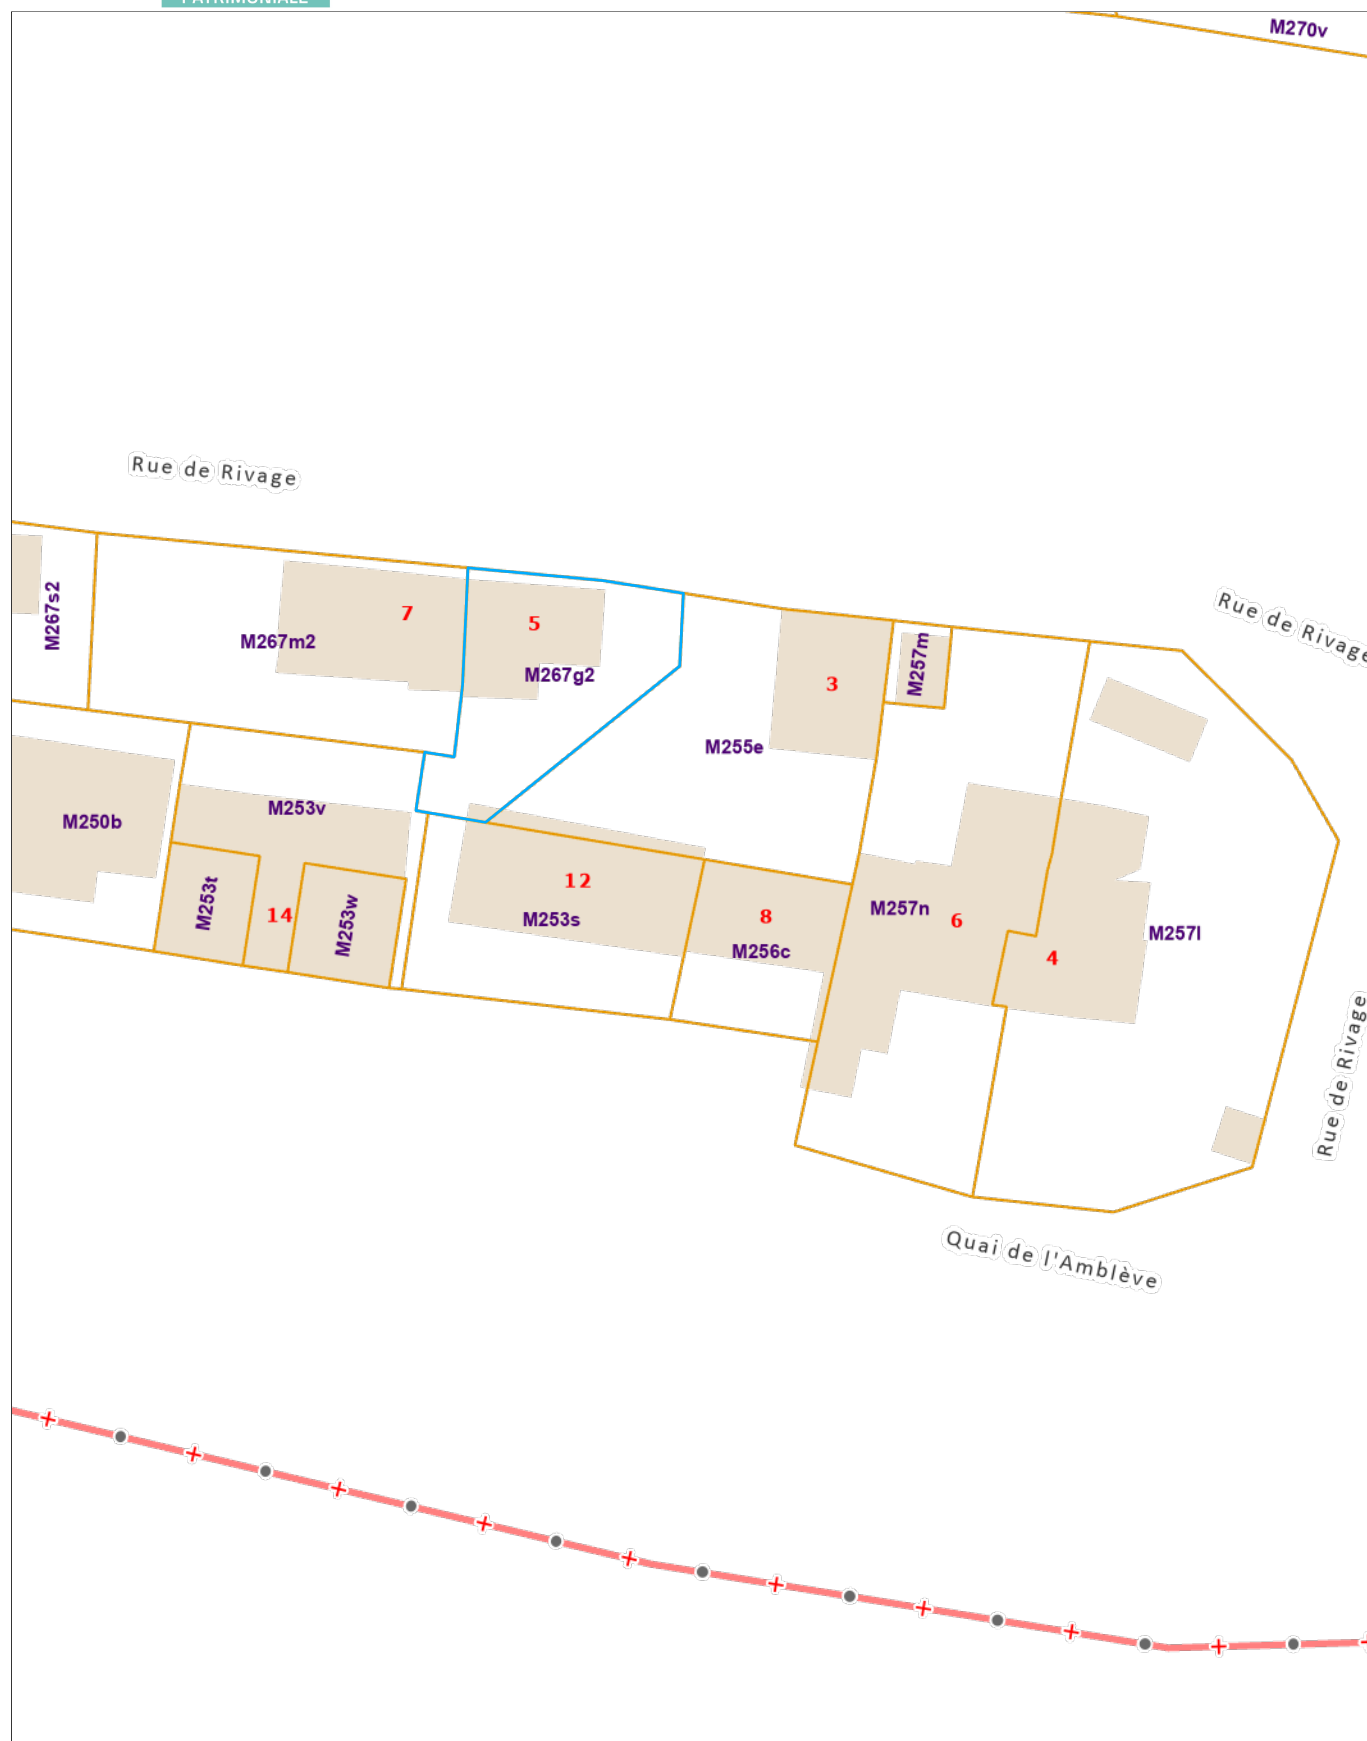 PATRIMONIALE
M270v
Rue de Rivage
Rue de Rivage
M267s2
7
M267m2
5
M267g2
3
M257m
M255e
M250b
M253v
M253t
14
M253w
12
M253s
8
M256c
M257n
6
4
M257l
Rue de Rivage
Quai de l'Amblève